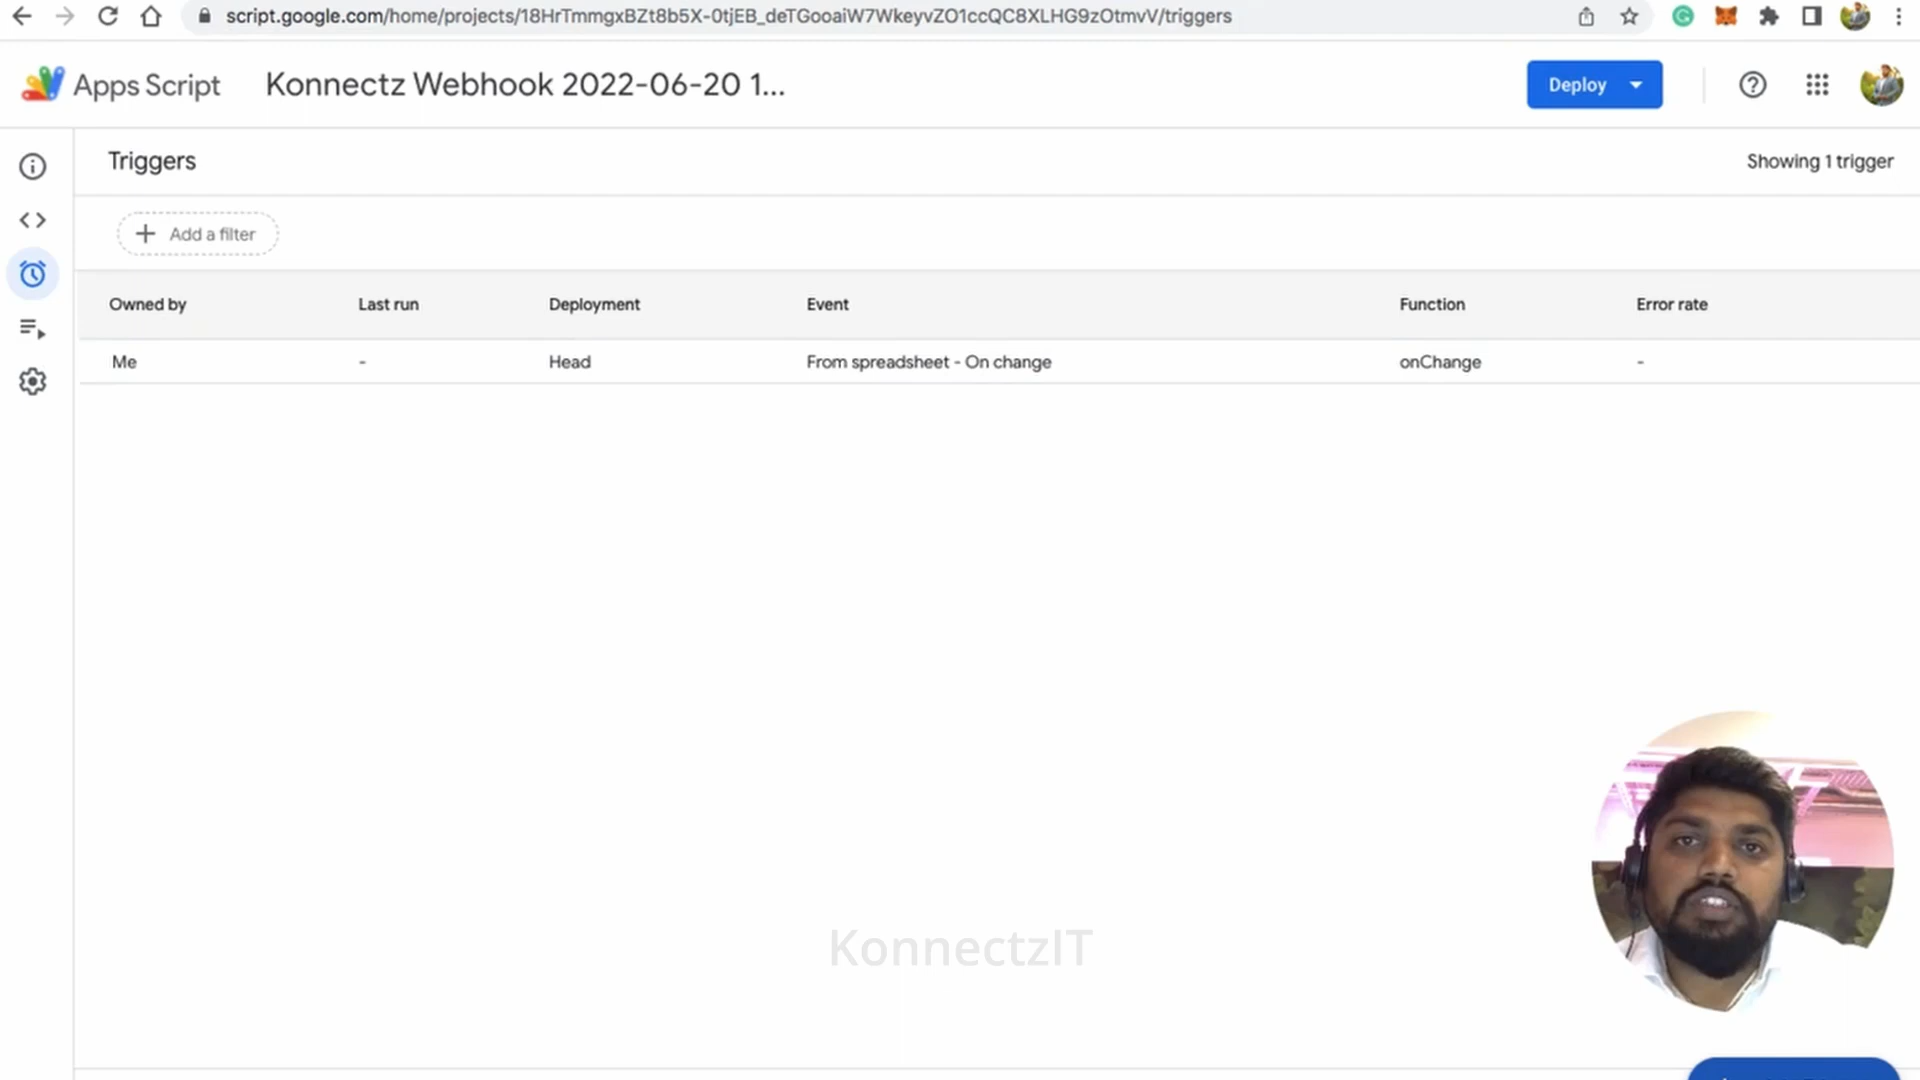 script.google.com/home/projects/18HrTmmgxBZt8b5X-0tjEB_deTGooaiW7WkeyvZO1ccQC8XLHG9zOtmvV/triggers
Apps Script
Konnectz Webhook 2022-06-20 1...
Deploy
Triggers
Showing 1 trigger
Add a filter
Owned by Last run Deployment Event Function Error rate
Me - Head From spreadsheet - On change onChange -
KonnectzIT